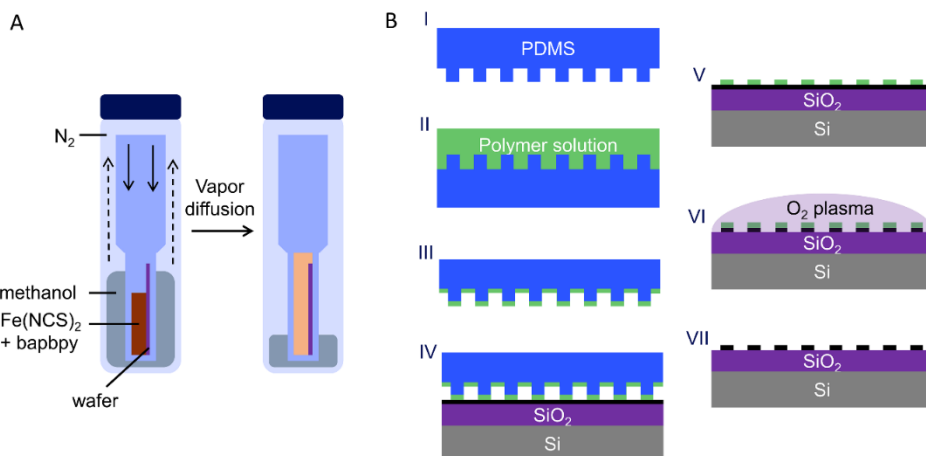 A
N₂
Vapor
diffusion
methanol
Fe(NCS)₂
+ bapbpy
wafer
B
I
PDMS
II
Polymer solution
III
IV
SiO₂
Si
V
SiO₂
Si
VI
O₂ plasma
SiO₂
Si
VII
SiO₂
Si